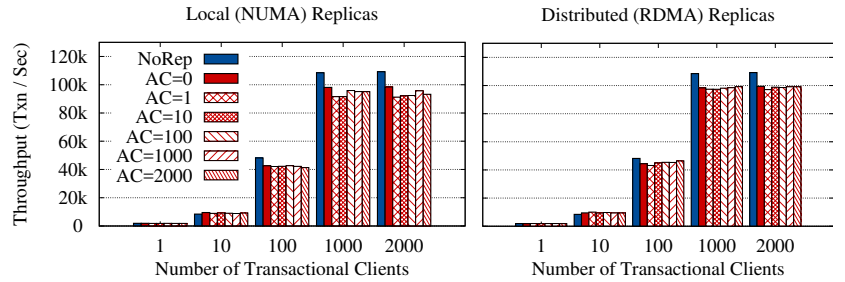 Local (NUMA) Replicas
Throughput (Txn / Sec)
120k
100k
80k
60k
40k
20k
0
NoRep
AC=0
AC=1
AC=10
AC=100
AC=1000
AC=2000
1 10 100 1000 2000
Number of Transactional Clients
Distributed (RDMA) Replicas
1 10 100 1000 2000
Number of Transactional Clients